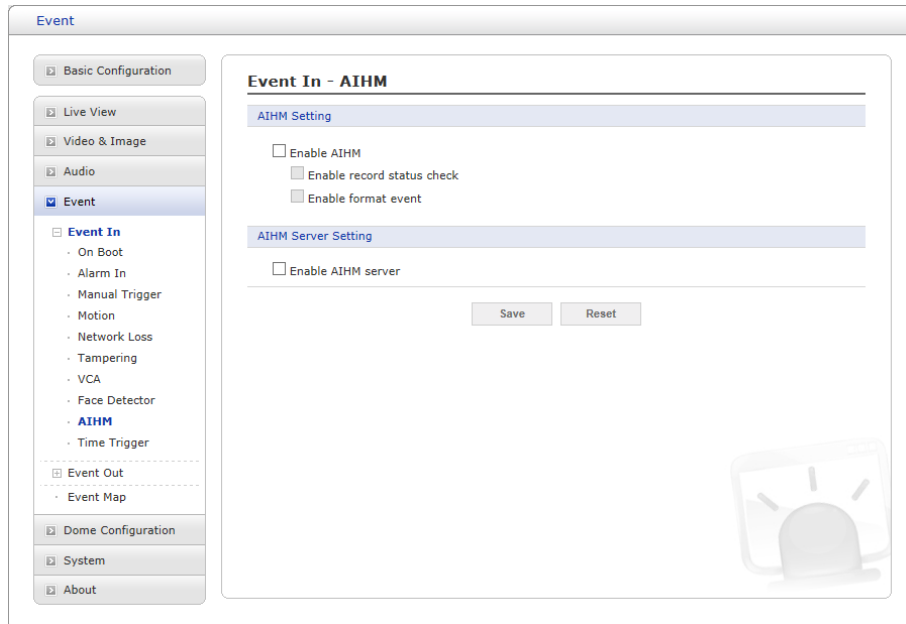 Event
Basic Configuration
Live View
Video & Image
Audio
Event
Event In
On Boot
Alarm In
Manual Trigger
Motion
Network Loss
Tampering
VCA
Face Detector
AIHM
Time Trigger
Event Out
Event Map
Dome Configuration
System
About
Event In - AIHM
AIHM Setting
Enable AIHM
Enable record status check
Enable format event
AIHM Server Setting
Enable AIHM server
Save Reset